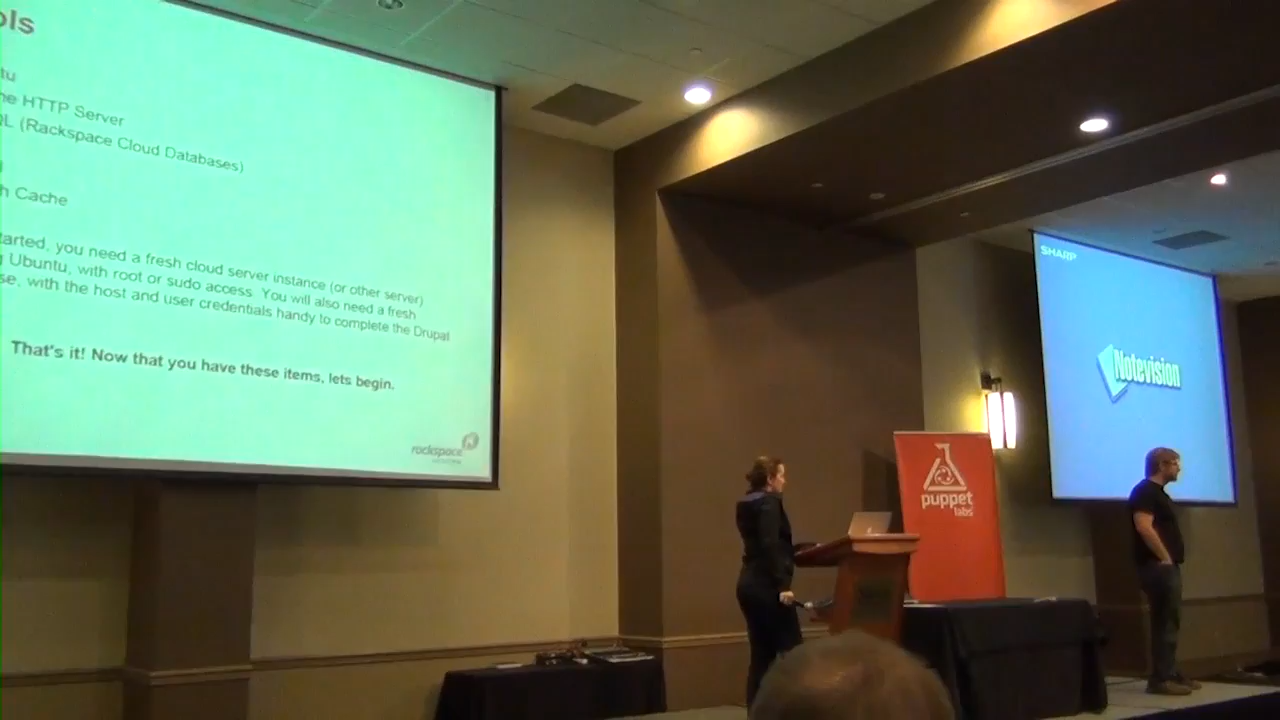 ols
tu
he HTTP Server
QL (Rackspace Cloud Databases)
h Cache
tarted, you need a fresh cloud server instance (or other server)
g Ubuntu, with root or sudo access. You will also need a fresh
se, with the host and user credentials handy to complete the Drupal
That's it! Now that you have these items, lets begin.
rackspace
SHARP
Notevision
puppet
labs